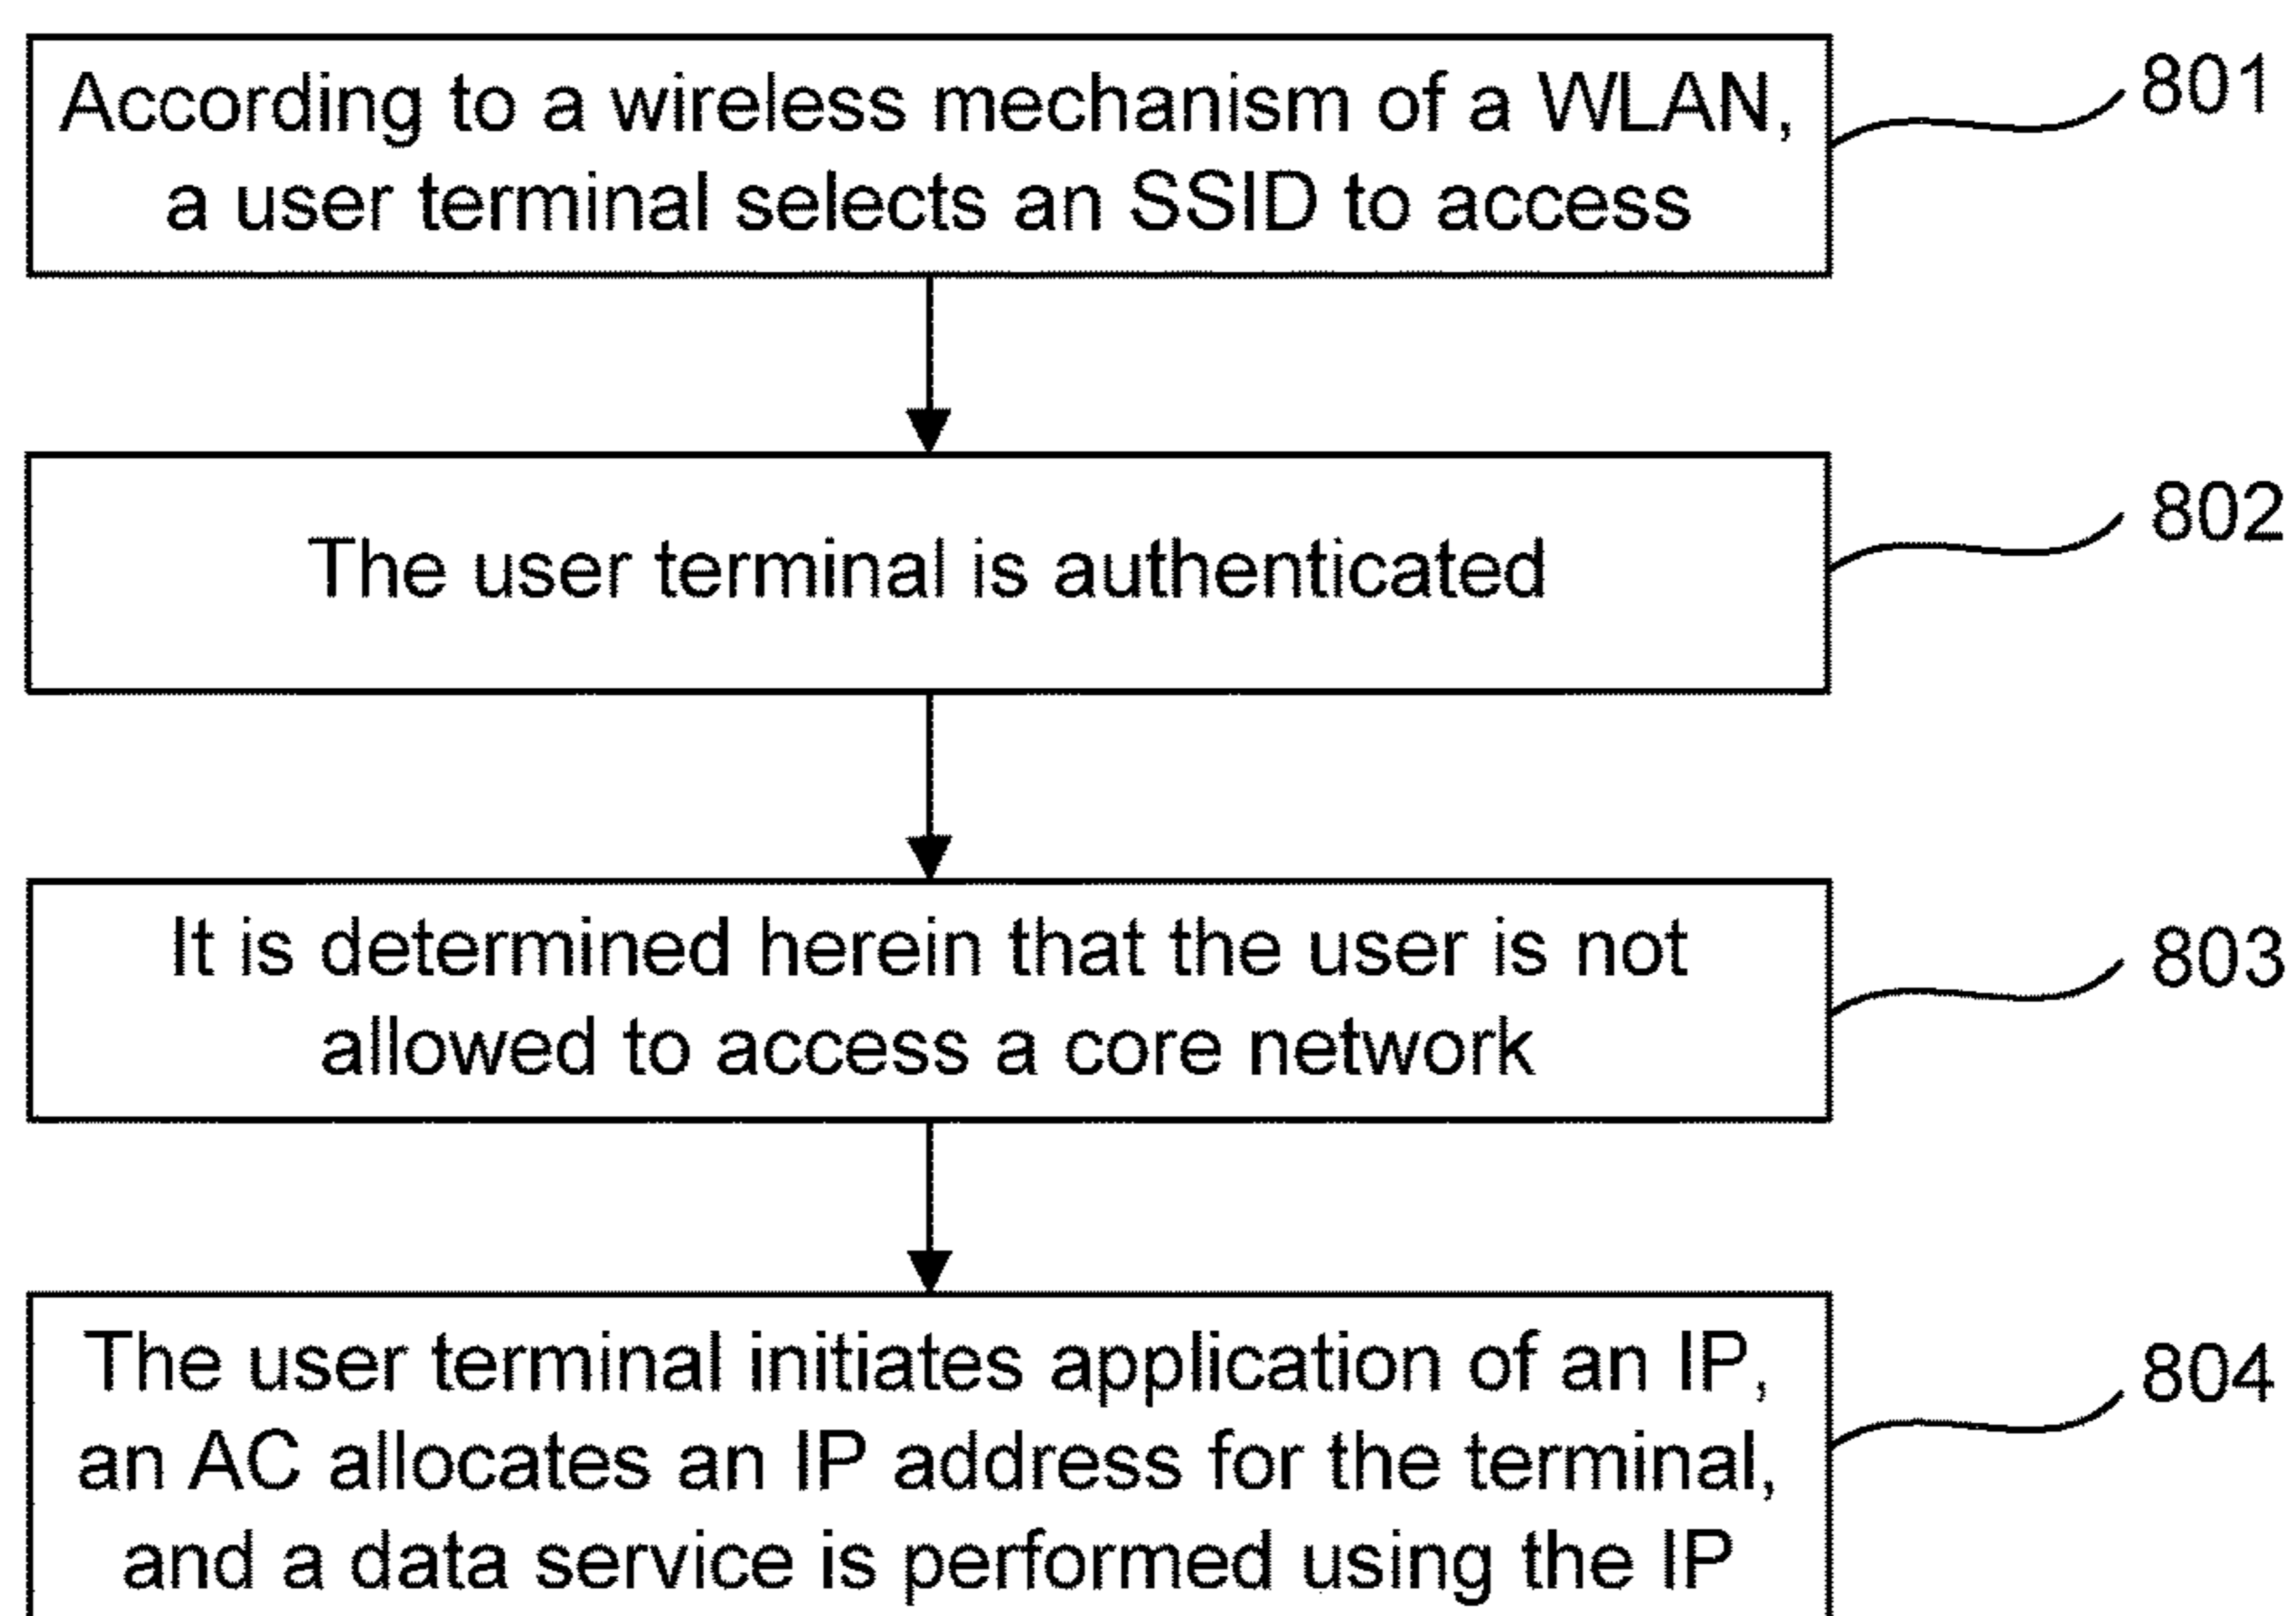 According to a wireless mechanism of a WLAN,
a user terminal selects an SSID to access
801
The user terminal is authenticated
802
It is determined herein that the user is not
allowed to access a core network
803
The user terminal initiates application of an IP,
an AC allocates an IP address for the terminal,
and a data service is performed using the IP
804